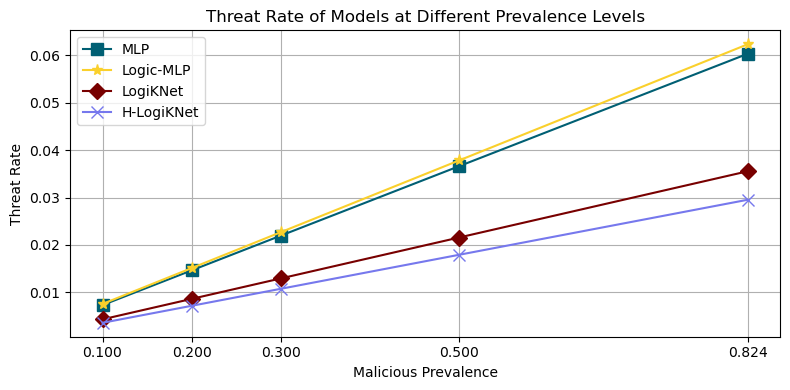 Threat Rate of Models at Different Prevalence Levels
MLP
Logic-MLP
LogiKNet
H-LogiKNet
Threat Rate
0.06
0.05
0.04
0.03
0.02
0.01
0.100 0.200 0.300 0.500 0.824
Malicious Prevalence